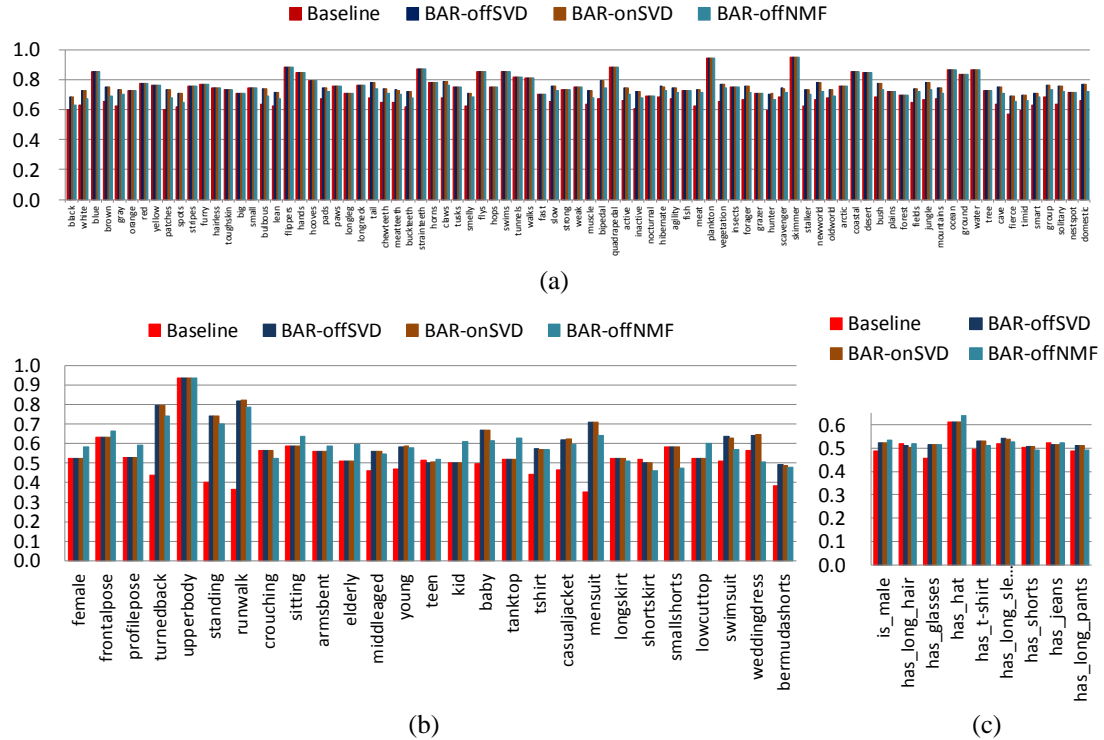 Baseline BAR-offSVD BAR-onSVD BAR-offNMF
1.0
0.8
0.6
0.4
0.2
0.0
black
white
blue
brown
gray
orange
red
yellow
patches
spots
stripes
furry
hairless
toughskin
big
small
bulbous
lean
flippers
hands
hooves
pads
paws
longleg
longneck
tail
chewteeth
meatteeth
buckteeth
strainteeth
horns
claws
tusks
smelly
flys
hops
swims
tunnels
walks
fast
slow
strong
weak
muscle
bipedal
quadrapedal
active
inactive
nocturnal
hibernate
agility
fish
meat
plankton
vegetation
insects
forager
grazer
hunter
scavenger
skimmer
stalker
newworld
oldworld
arctic
coastal
desert
bush
plains
forest
fields
jungle
mountains
ocean
ground
water
tree
cave
fierce
timid
smart
group
solitary
nestspot
domestic
(a)
Baseline BAR-offSVD BAR-onSVD BAR-offNMF
1.0
0.9
0.8
0.7
0.6
0.5
0.4
0.3
0.2
0.1
0.0
female
frontalpose
profilepose
turnedback
upperbody
standing
runwalk
crouching
sitting
armsbent
elderly
middleaged
young
teen
kid
baby
tanktop
tshirt
casualjacket
mensuit
longskirt
shortskirt
smallshorts
lowcuttop
swimsuit
weddingdress
bermudashorts
(b)
Baseline BAR-offSVD
BAR-onSVD BAR-offNMF
0.6
0.5
0.4
0.3
0.2
0.1
0.0
is_male
has_long_hair
has_glasses
has_hat
has_t-shirt
has_long_sle...
has_shorts
has_jeans
has_long_pants
(c)